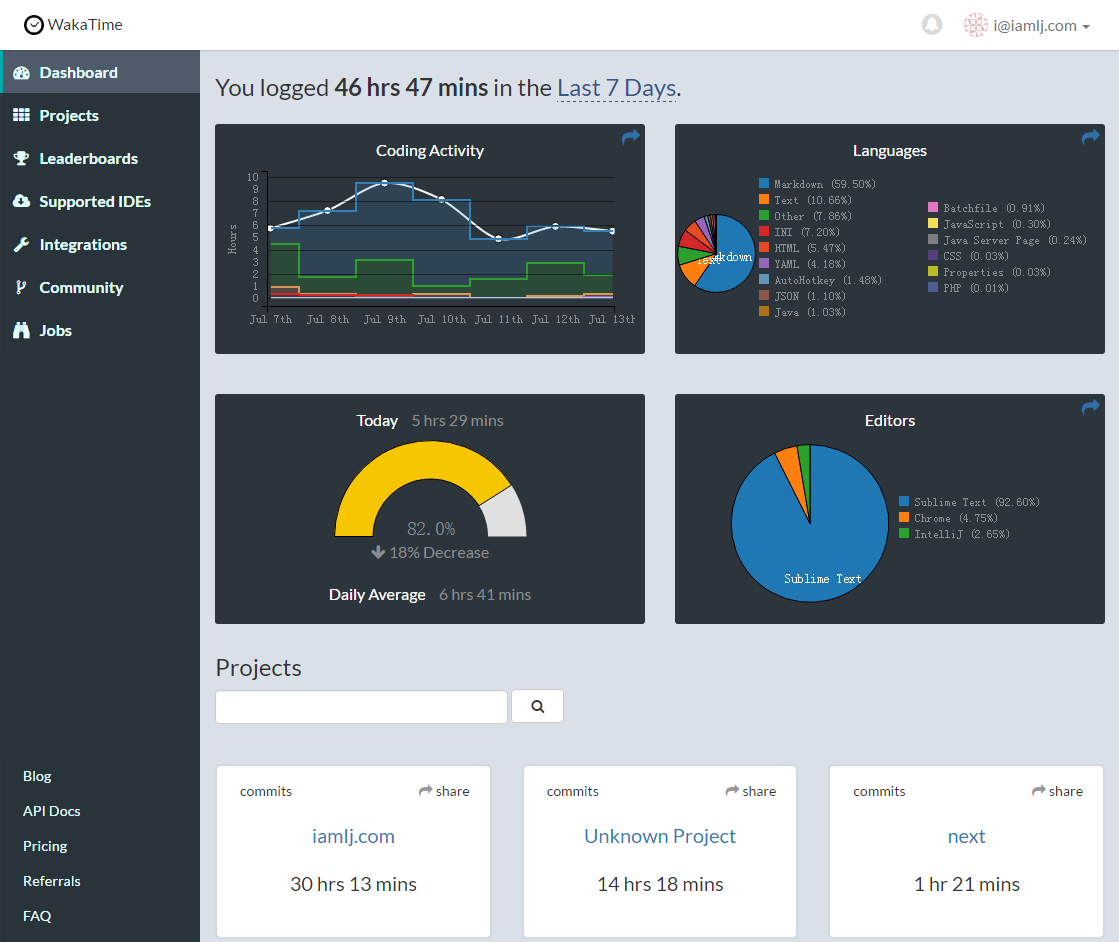 WakaTime
i@iamlj.com
Dashboard
Projects
Leaderboards
Supported IDEs
Integrations
Community
Jobs
Blog
API Docs
Pricing
Referrals
FAQ
You logged 46 hrs 47 mins in the Last 7 Days.
Coding Activity
Hours
10
9
8
7
6
5
4
3
2
1
0
Jul 7th Jul 8th Jul 9th Jul 10th Jul 11th Jul 12th Jul 13th
Languages
Text
Markdown (59.50%)
Text (10.66%)
Other (7.86%)
INI (7.20%)
HTML (5.47%)
YAML (4.18%)
AutoHotkey (1.48%)
JSON (1.10%)
Java (1.03%)
Batchfile (0.91%)
JavaScript (0.30%)
Java Server Page (0.24%)
CSS (0.03%)
Properties (0.03%)
PHP (0.01%)
Today 5 hrs 29 mins
82.0%
18% Decrease
Daily Average 6 hrs 41 mins
Editors
Sublime Text
Sublime Text (92.60%)
Chrome (4.75%)
IntelliJ (2.65%)
Projects
commits share
iamlj.com
30 hrs 13 mins
commits share
Unknown Project
14 hrs 18 mins
commits share
next
1 hr 21 mins